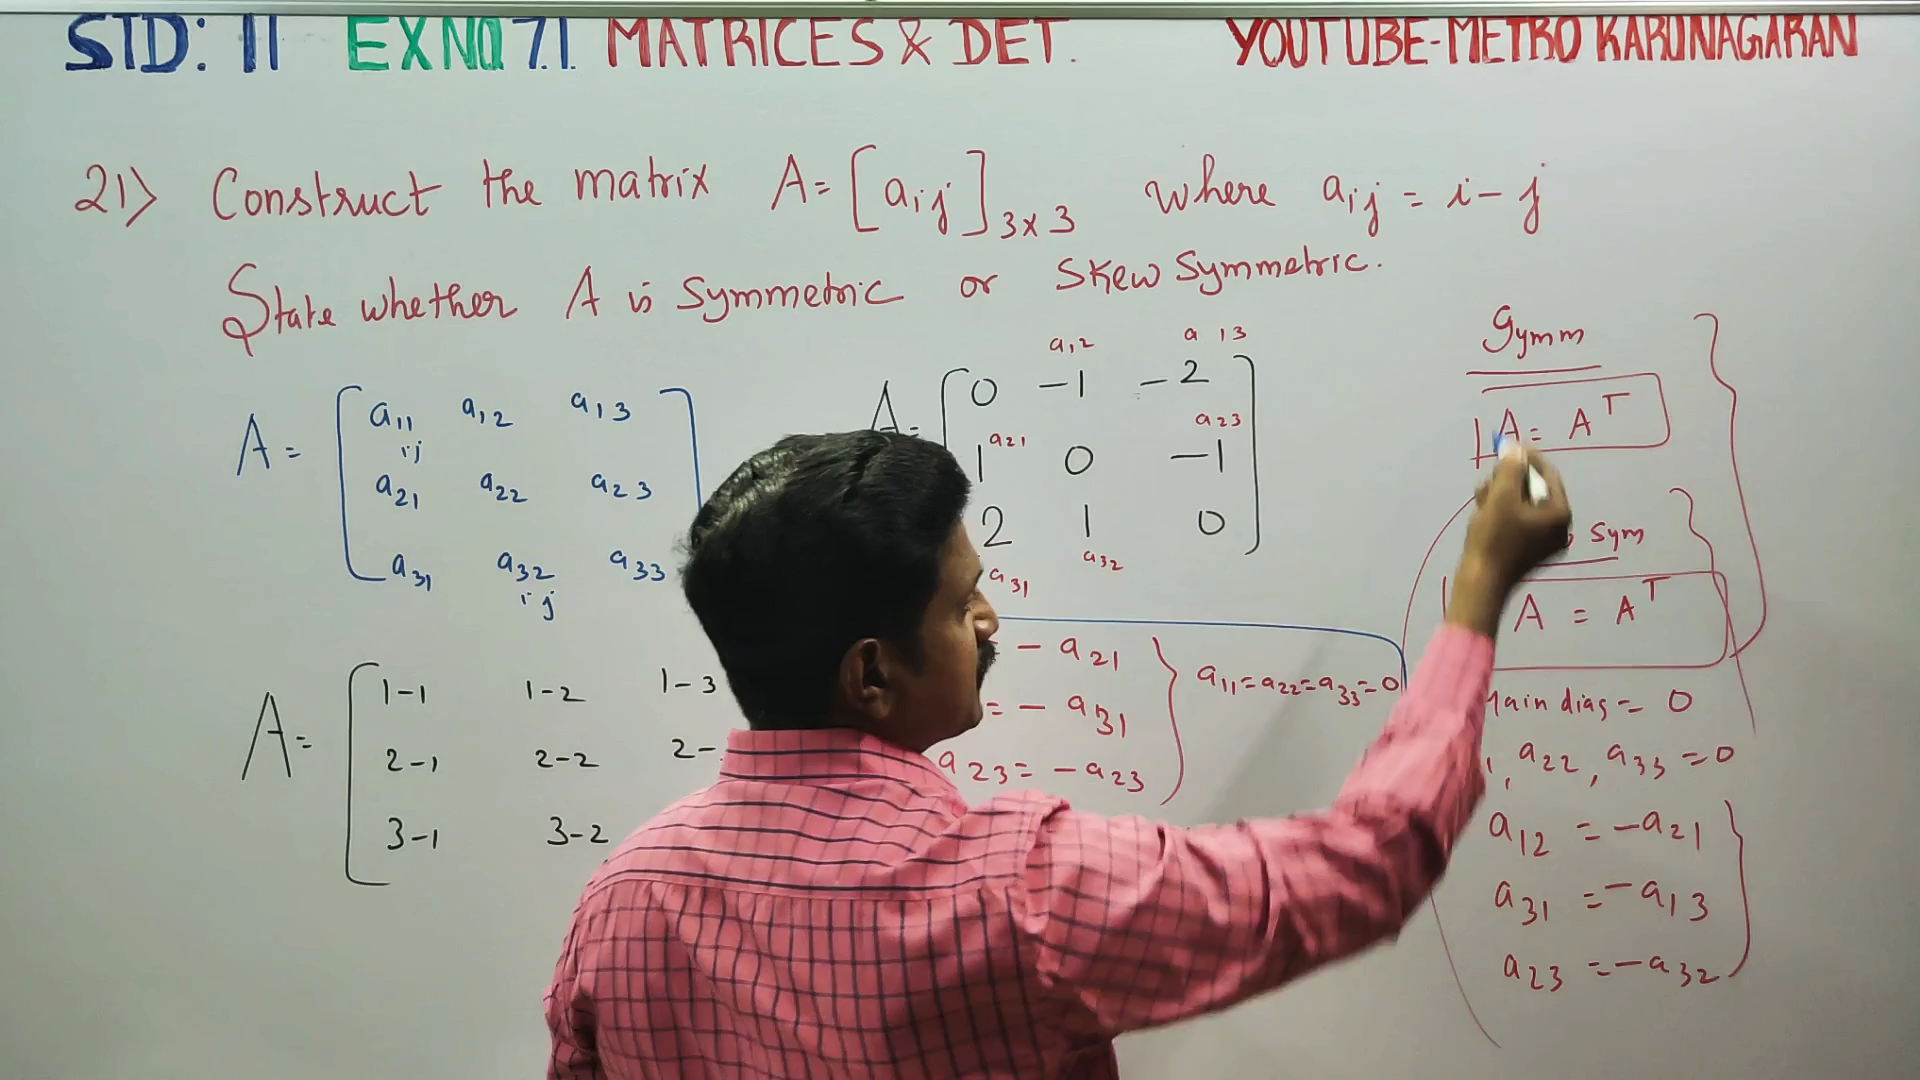 STD: 11 EX NO 7.1 MATRICES & DET. YOUTUBE-METRO KARUNAGARAN
21) Construct the matrix A = [aij]3×3 where aij = i - j
State whether A is Symmetric or Skew Symmetric.
A = a11 a12 a13
ij
a21 a22 a23
a31 a32 a33
ij
A = 1-1 1-2 1-3
2-1 2-2 2-
3-1 3-2
a12 a13
A = 0 -1 -2
a21 a23
1 0 -1
2 1 0
a31 a32
- a21
= - a31
a23 = - a23
a11 = a22 = a33 = 0
Symm
A = A^T
Sym
A = A^T
Main diag = 0
, a22, a33 = 0
a12 = -a21
a31 = -a13
a23 = -a32